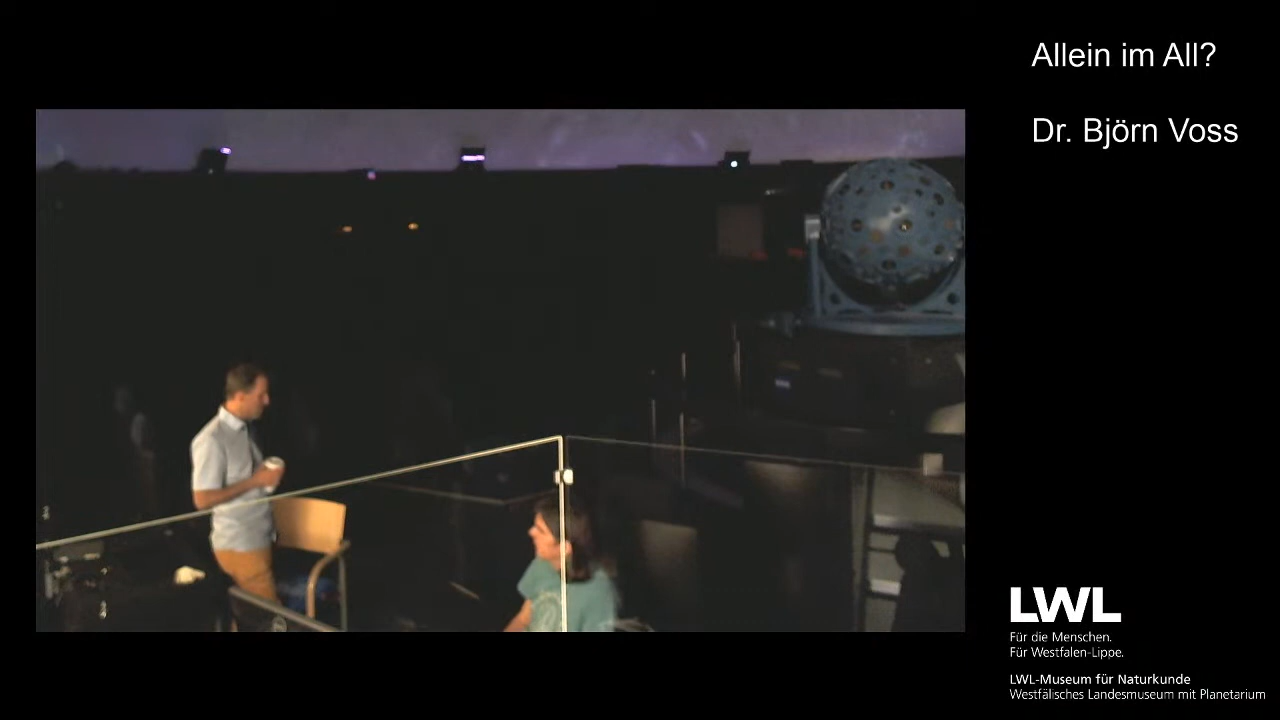 Allein im All?
Dr. Björn Voss
LWL
Für die Menschen.
Für Westfalen-Lippe.
LWL-Museum für Naturkunde
Westfälisches Landesmuseum mit Planetarium